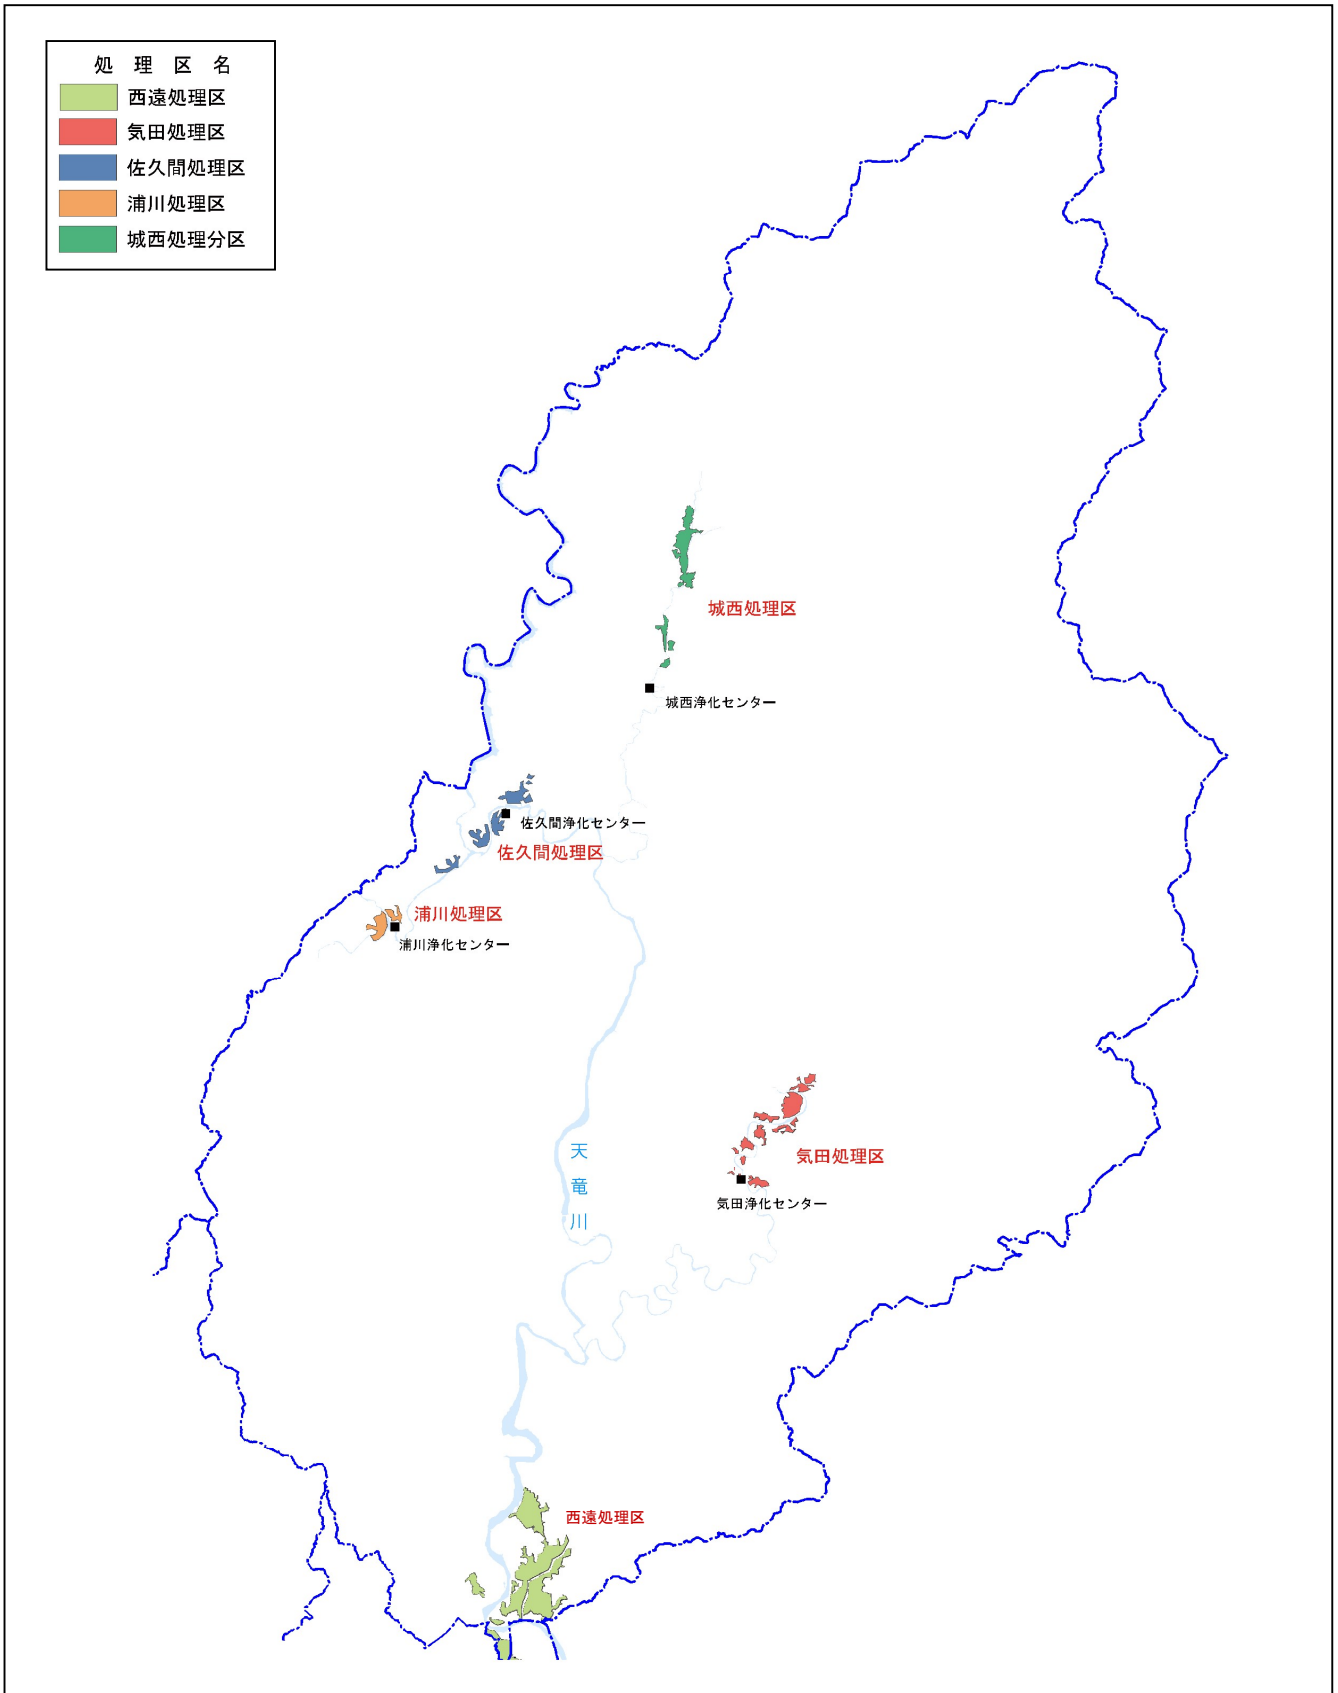 処理区名
西遠処理区
気田処理区
佐久間処理区
浦川処理区
城西処理分区
城西処理区
城西浄化センター
佐久間浄化センター
佐久間処理区
浦川処理区
浦川浄化センター
天竜川
気田処理区
気田浄化センター
西遠処理区